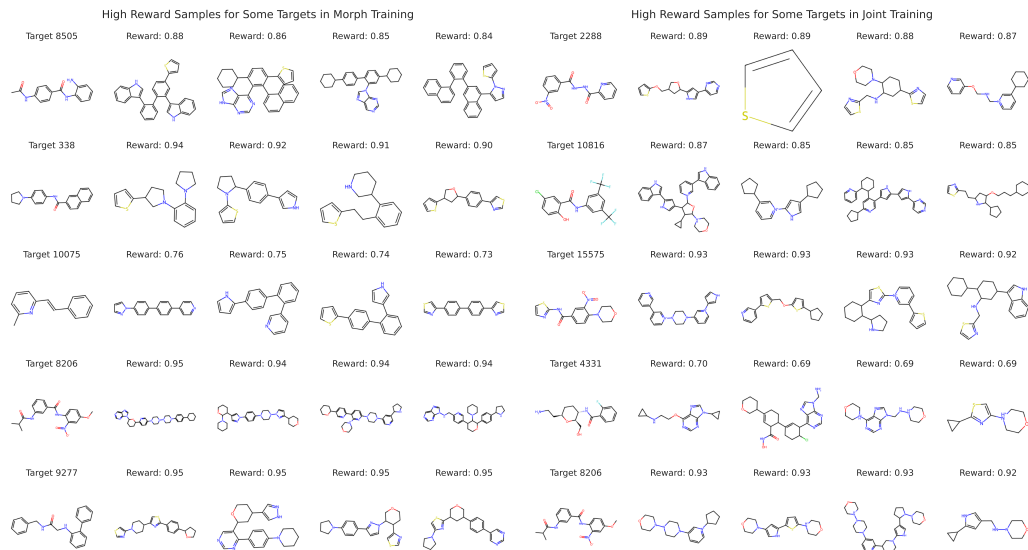 High Reward Samples for Some Targets in Morph Training
High Reward Samples for Some Targets in Joint Training
Target 8505 Reward: 0.88 Reward: 0.86 Reward: 0.85 Reward: 0.84 Target 2288 Reward: 0.89 Reward: 0.89 Reward: 0.88 Reward: 0.87
S
Target 338 Reward: 0.94 Reward: 0.92 Reward: 0.91 Reward: 0.90 Target 10816 Reward: 0.87 Reward: 0.85 Reward: 0.85 Reward: 0.85
Target 10075 Reward: 0.76 Reward: 0.75 Reward: 0.74 Reward: 0.73 Target 15575 Reward: 0.93 Reward: 0.93 Reward: 0.93 Reward: 0.92
Target 8206 Reward: 0.95 Reward: 0.94 Reward: 0.94 Reward: 0.94 Target 4331 Reward: 0.70 Reward: 0.69 Reward: 0.69 Reward: 0.69
Target 9277 Reward: 0.95 Reward: 0.95 Reward: 0.95 Reward: 0.95 Target 8206 Reward: 0.93 Reward: 0.93 Reward: 0.93 Reward: 0.92